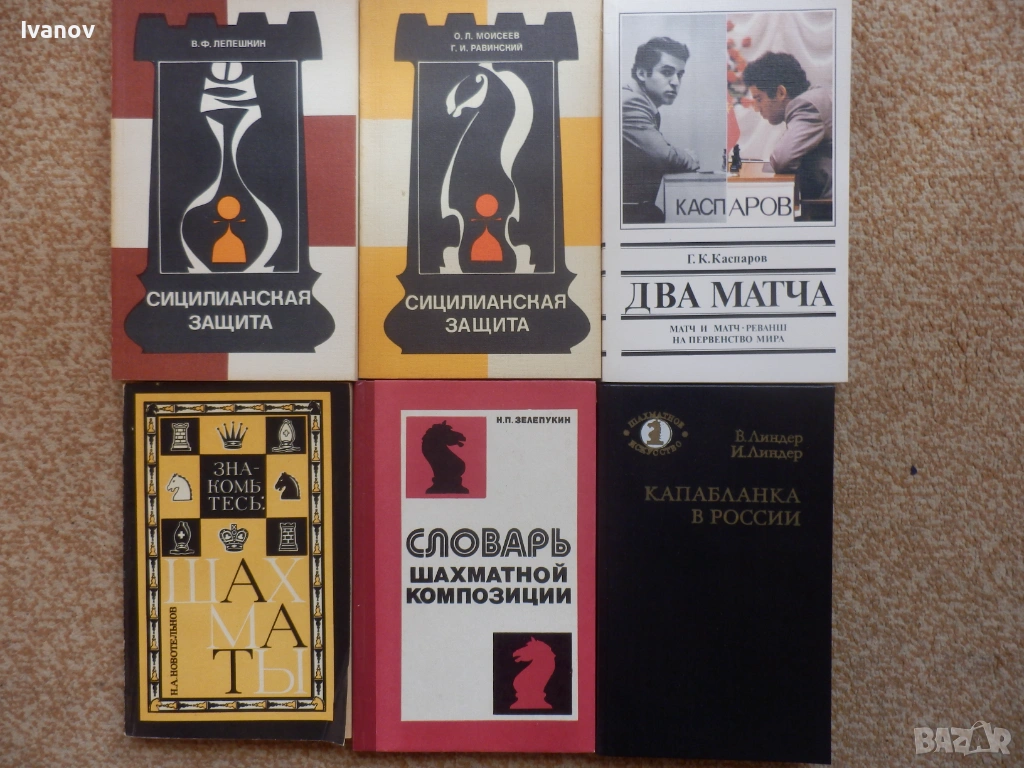 Ivanov
В.Ф. ЛЕПЕШКИН
СИЦИЛИАНСКАЯ
ЗАЩИТА
О. Л. МОИСЕЕВ
Г. И. РАВИНСКИЙ
СИЦИЛИАНСКАЯ
ЗАЩИТА
КАСПАРОВ
Г. К. Каспаров
ДВА МАТЧА
МАТЧ И МАТЧ-РЕВАНШ
НА ПЕРВЕНСТВО МИРА
ЗНА-
КОМЬ
ТЕСЬ:
ШАХ
МА
ТЫ
Н.А.НОВОТЕЛЬНОВ
Н.П. ЗЕЛЕПУКИН
СЛОВАРЬ
ШАХМАТНОЙ
КОМПОЗИЦИИ
ШАХМАТНОЕ
ИСКУССТВО
В. Линдер
И. Линдер
КАПАБЛАНКА
В РОССИИ
BAZAR